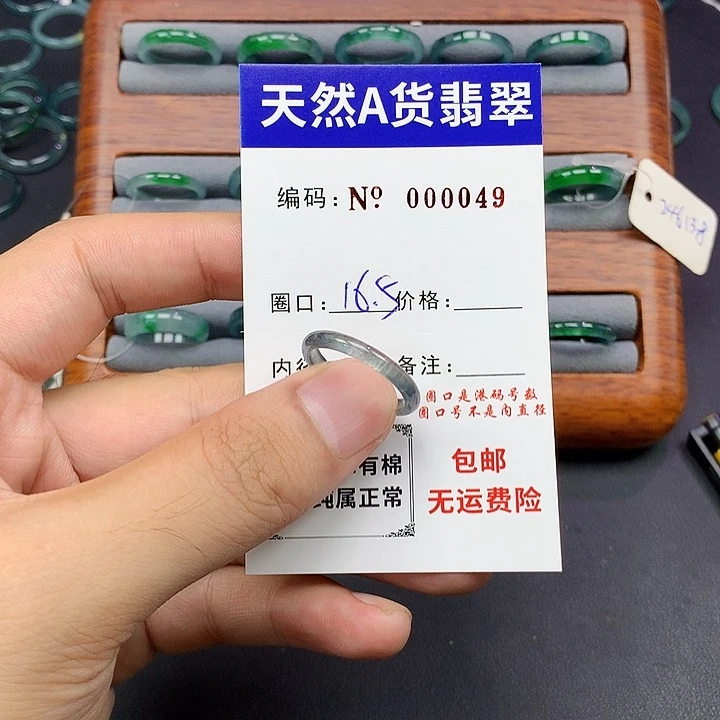 天然A货翡翠
编码: Nº 000049
圈口: 16.5 价格:
内径 备注:
圈口是港码号数
圈口号不是内直径
有棉
纯属正常
包邮
无运费险